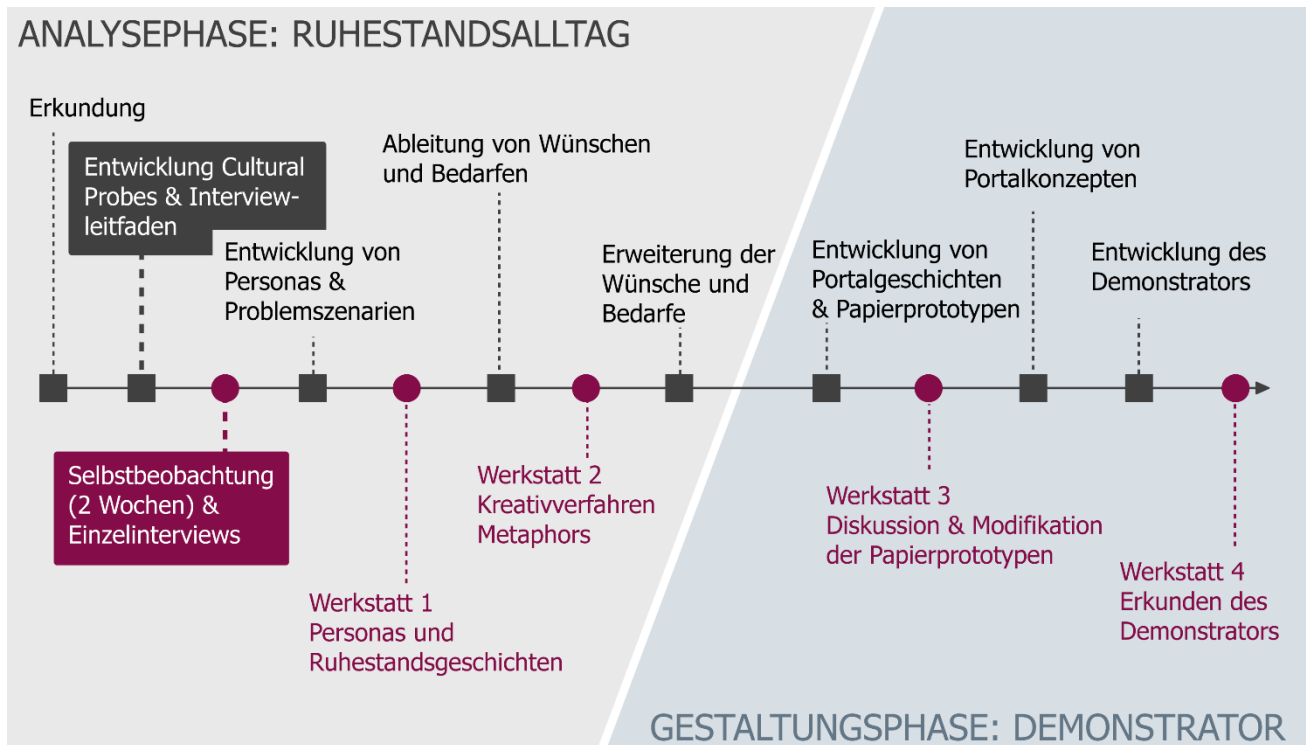 ANALYSEPHASE: RUHESTANDSALLTAG
Erkundung
Entwicklung Cultural
Probes & Interview-
leitfaden
Entwicklung von
Personas &
Problemszenarien
Ableitung von Wünschen
und Bedarfen
Erweiterung der
Wünsche und
Bedarfe
Entwicklung von
Portalgeschichten
& Papierprototypen
Entwicklung von
Portalkonzepten
Entwicklung des
Demonstrators
Selbstbeobachtung
(2 Wochen) &
Einzelinterviews
Werkstatt 1
Personas und
Ruhestandsgeschichten
Werkstatt 2
Kreativverfahren
Metaphors
Werkstatt 3
Diskussion & Modifikation
der Papierprototypen
Werkstatt 4
Erkunden des
Demonstrators
GESTALTUNGSPHASE: DEMONSTRATOR